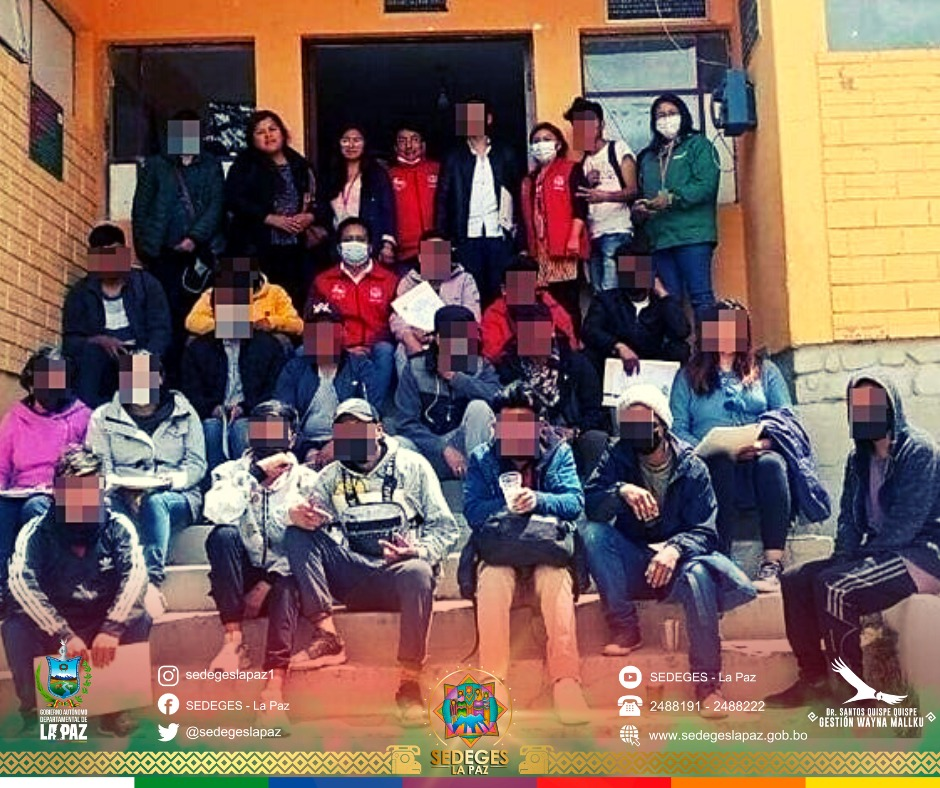 GOBIERNO AUTÓNOMO
DEPARTAMENTAL DE
LA PAZ
sedegeslapaz1
SEDEGES - La Paz
@sedegeslapaz
SEDEGES
LA PAZ
SEDEGES - La Paz
2488191 - 2488222
www.sedegeslapaz.gob.bo
DR. SANTOS QUISPE QUISPE
GESTIÓN WAYNA MALLKU